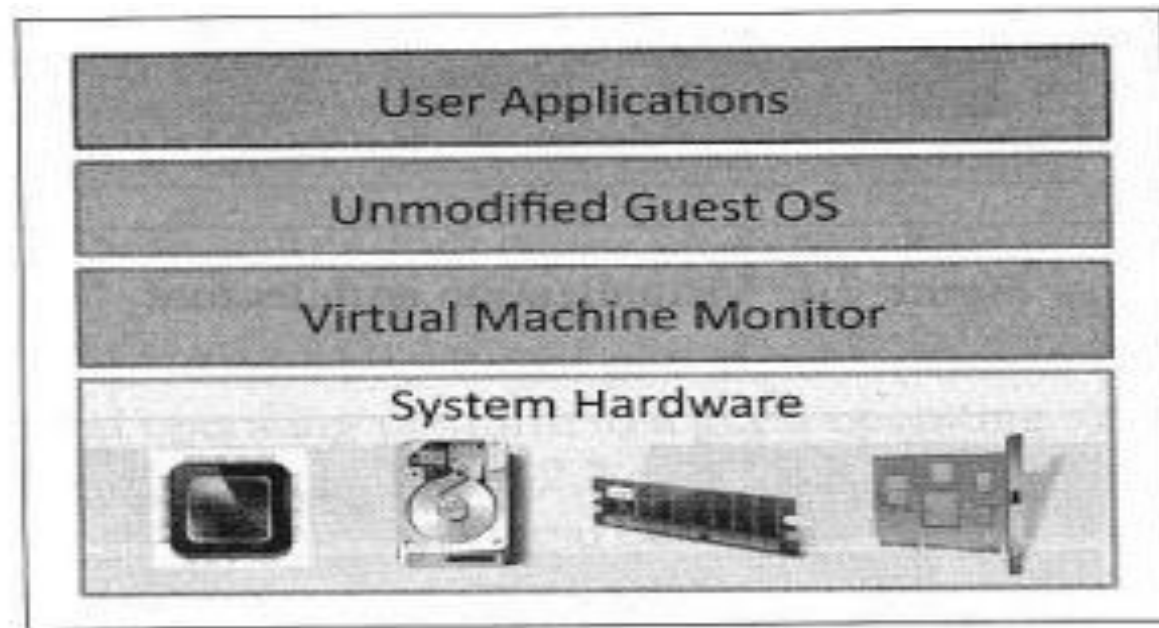 User Applications
Unmodified Guest OS
Virtual Machine Monitor
System Hardware